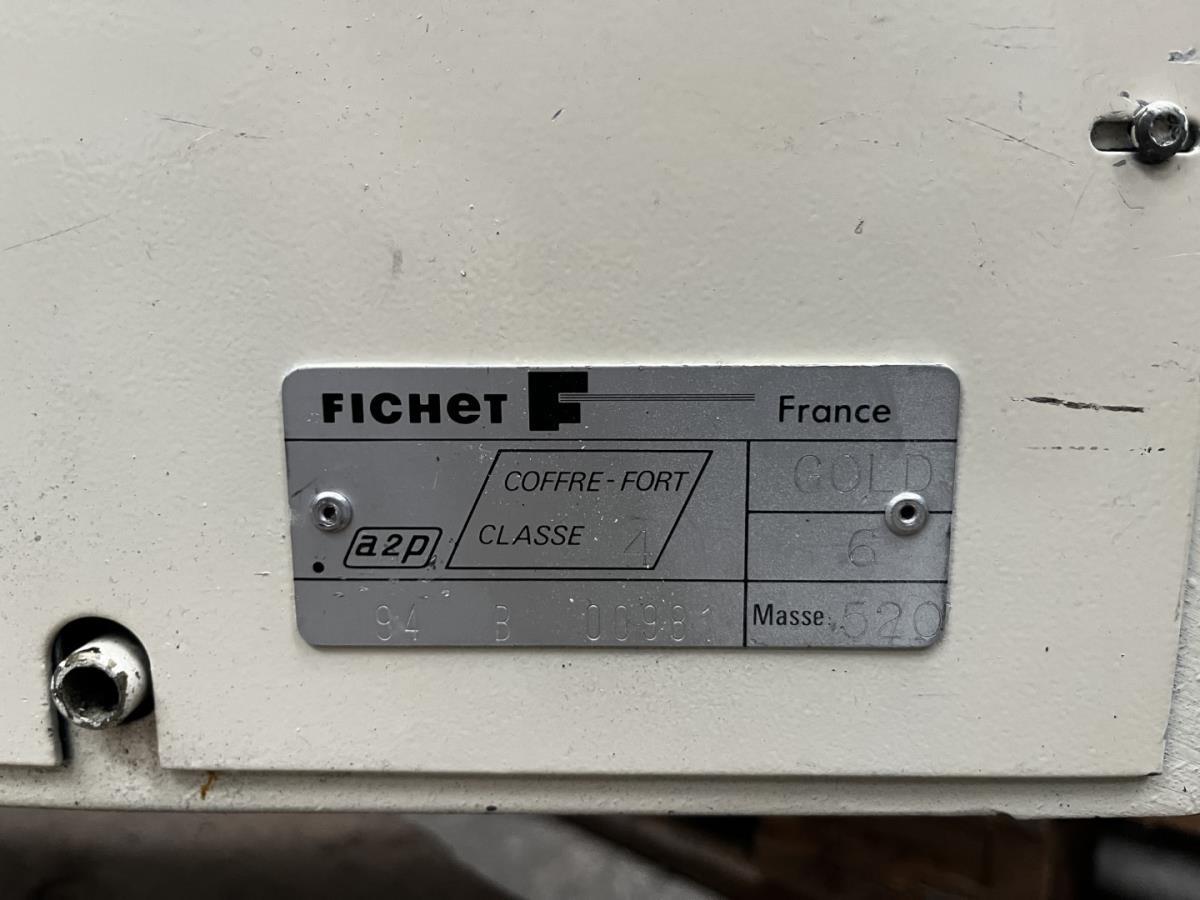 FICHET F France
COFFRE-FORT
CLASSE 4
a2p
GOLD
6
94 B 00981
Masse: 520